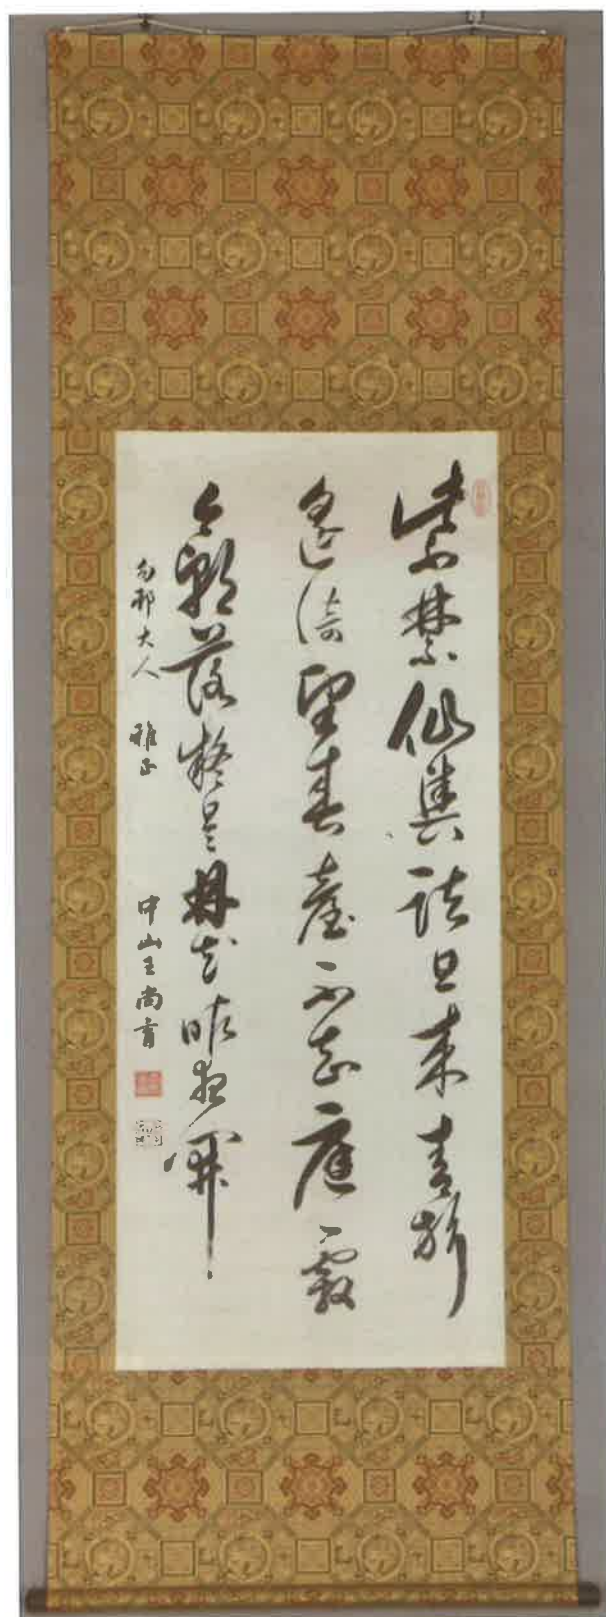 紫禁仙輿詰旦來青旂
遙倚望春臺不知庭霰
今朝落疑是林花昨夜開
邨大人 雅正 中山王尚育